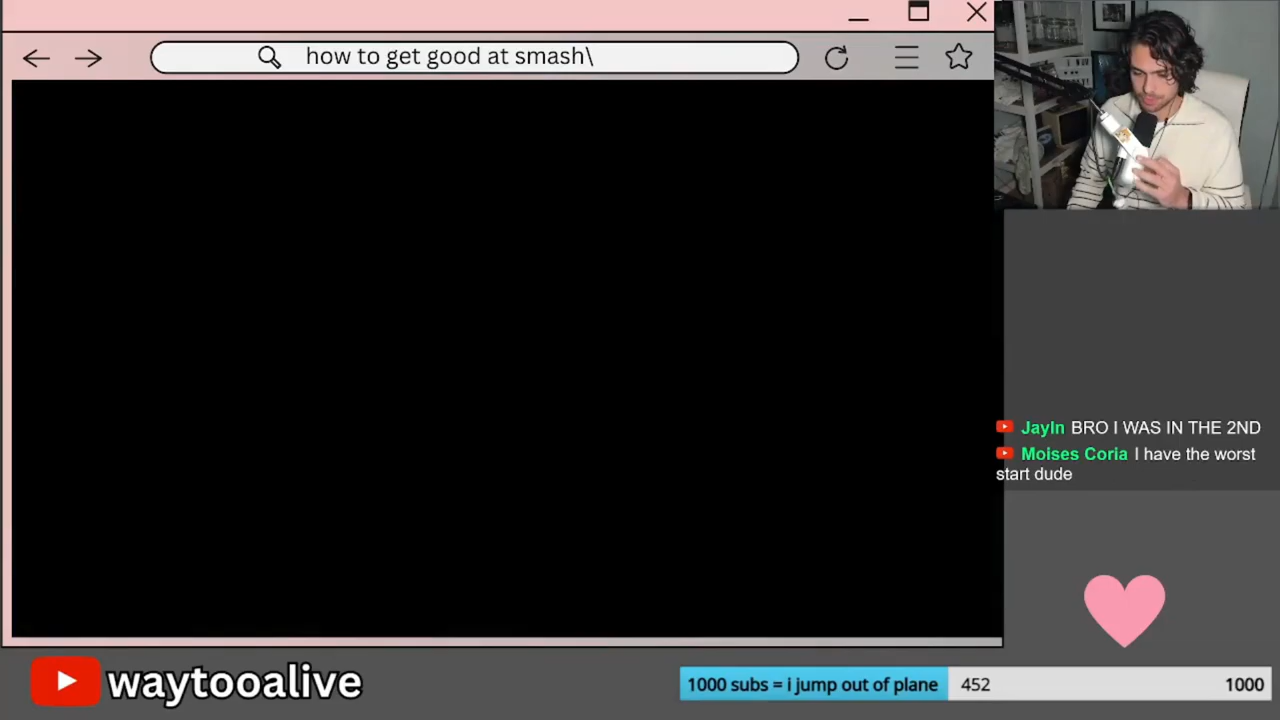 how to get good at smash\
JayIn BRO I WAS IN THE 2ND
Moises Coria I have the worst
start dude
waytooalive
1000 subs = i jump out of plane 452 1000